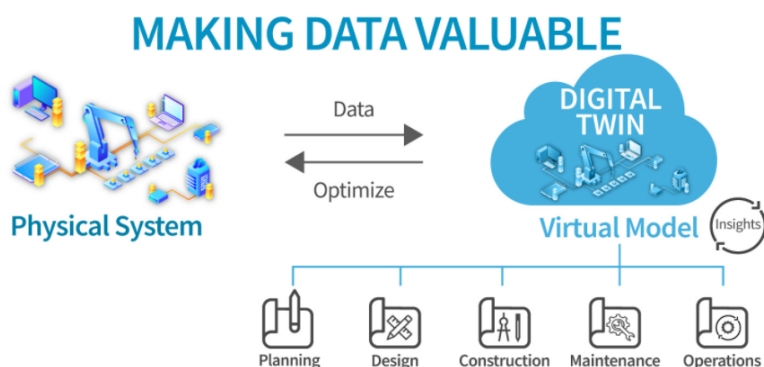 MAKING DATA VALUABLE
Data
DIGITAL
TWIN
Optimize
Physical System
Virtual Model
Insights
Planning
Design
Construction
Maintenance
Operations